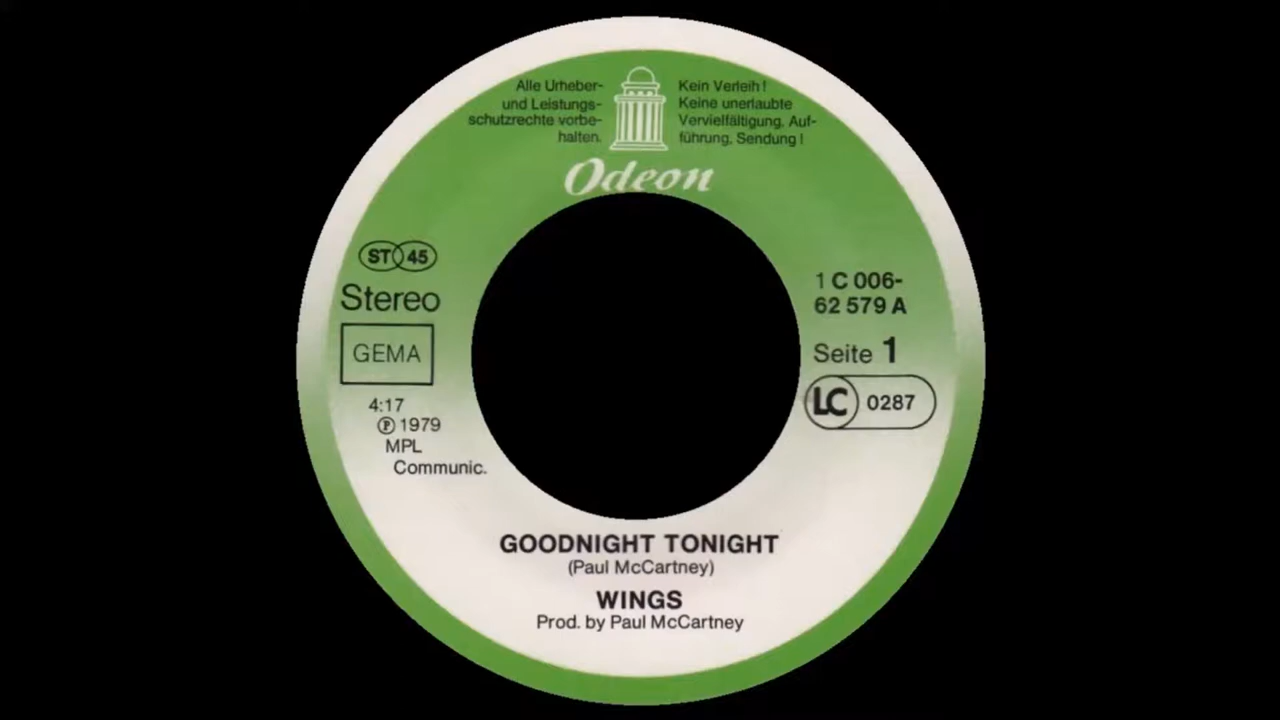 Alle Urheber-
und Leistungs-
schutzrechte vorbe-
halten.
Kein Verleih!
Keine unerlaubte
Vervielfältigung, Auf-
führung, Sendung!
Odeon
ST 45
Stereo
GEMA
4:17
Ⓟ 1979
MPL
Communic.
1 C 006-
62 579 A
Seite 1
LC 0287
GOODNIGHT TONIGHT
(Paul McCartney)
WINGS
Prod. by Paul McCartney